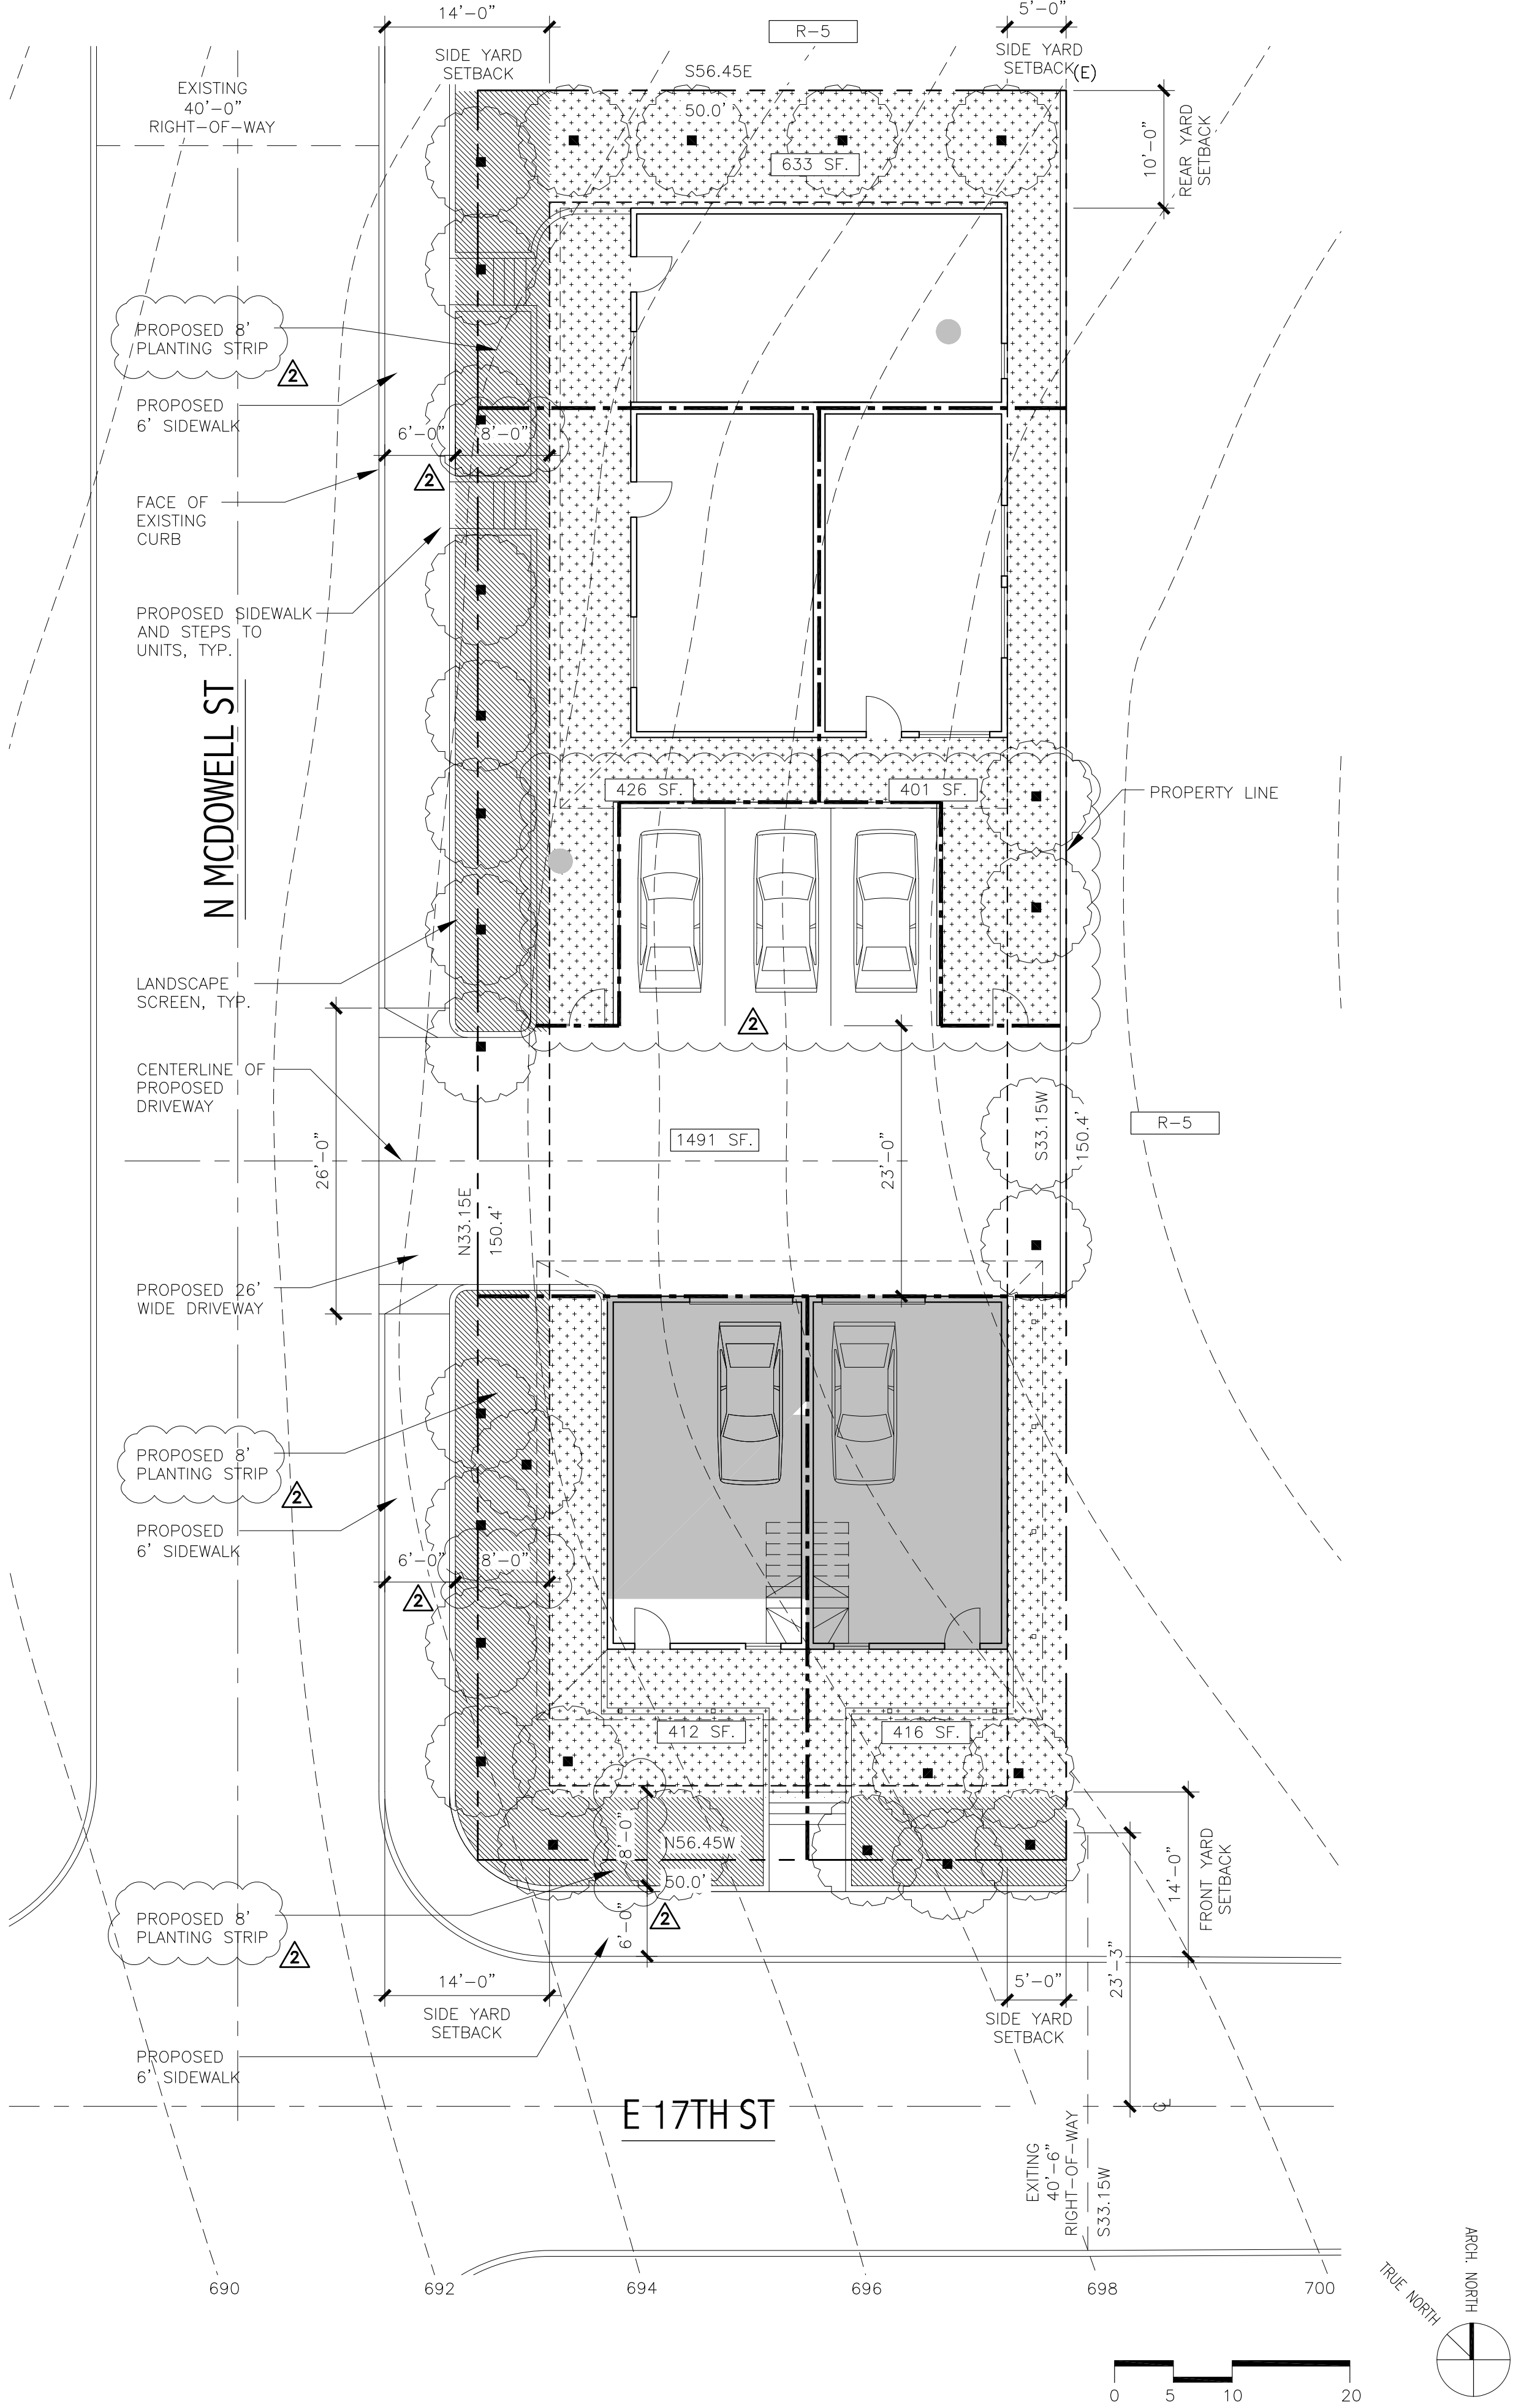 14'-0"
5'-0"
R-5
SIDE YARD
SETBACK
SIDE YARD
SETBACK
(E)
S56.45E
50.0'
EXISTING
40'-0"
RIGHT-OF-WAY
10'-0"
REAR YARD
SETBACK
633 SF.
PROPOSED 8'
PLANTING STRIP
2
PROPOSED
6' SIDEWALK
6'-0"
8'-0"
2
FACE OF
EXISTING
CURB
PROPOSED SIDEWALK
AND STEPS TO
UNITS, TYP.
N MCDOWELL ST
426 SF.
401 SF.
PROPERTY LINE
LANDSCAPE
SCREEN, TYP.
2
CENTERLINE OF
PROPOSED
DRIVEWAY
26'-0"
1491 SF.
23'-0"
S33.15W
150.4'
R-5
N33.15E
150.4'
PROPOSED 26'
WIDE DRIVEWAY
PROPOSED 8'
PLANTING STRIP
2
PROPOSED
6' SIDEWALK
6'-0"
8'-0"
2
412 SF.
416 SF.
8'-0"
N56.45W
50.0'
6'-0"
2
14'-0"
FRONT YARD
SETBACK
23'-3"
PROPOSED 8'
PLANTING STRIP
2
14'-0"
SIDE YARD
SETBACK
5'-0"
SIDE YARD
SETBACK
PROPOSED
6' SIDEWALK
E 17TH ST
CL
EXITING
40'-6"
RIGHT-OF-WAY
S33.15W
690
692
694
696
698
700
TRUE NORTH
ARCH. NORTH
0
5
10
20